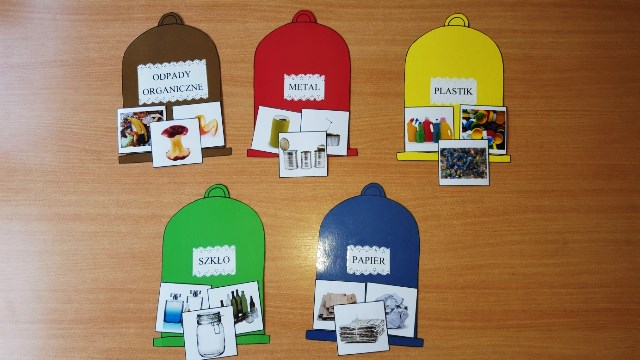 ODPADY
ORGANICZNE
METAL
PLASTIK
SZKŁO
PAPIER